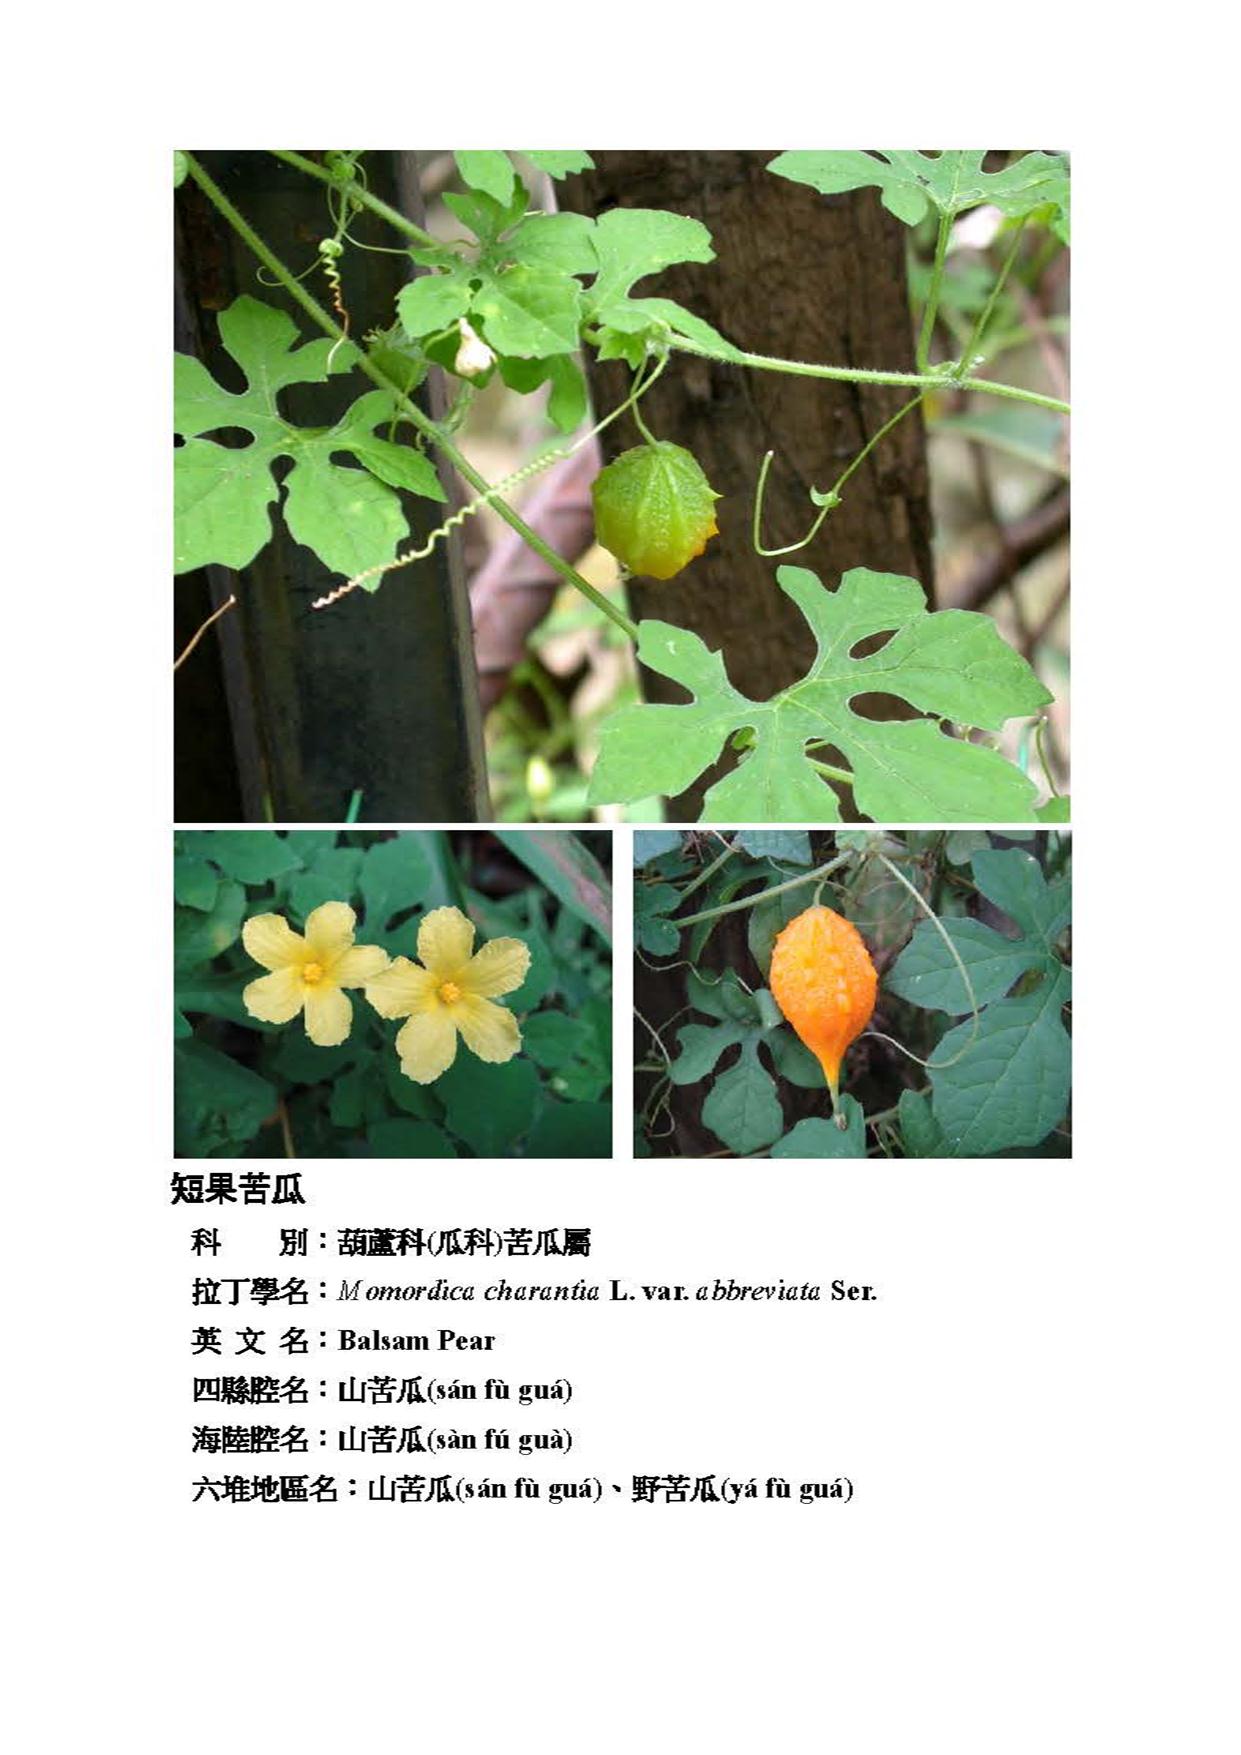 短果苦瓜
科　　別：葫蘆科(瓜科)苦瓜屬
拉丁學名：Momordica charantia L. var. abbreviata Ser.
英 文 名：Balsam Pear
四縣腔名：山苦瓜(sán fù guá)
海陸腔名：山苦瓜(sàn fú guà)
六堆地區名：山苦瓜(sán fù guá)、野苦瓜(yá fù guá)